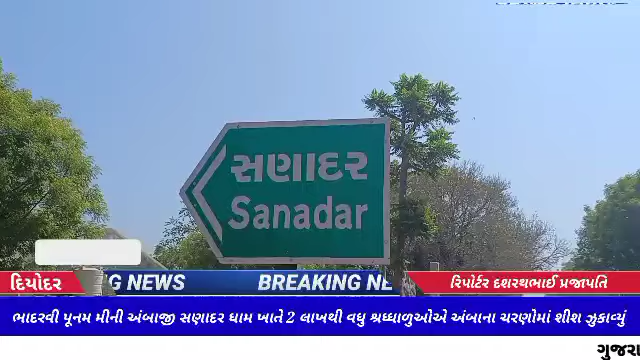 સણાદર
Sanadar
દિયોદર
G NEWS BREAKING NE
રિપોર્ટર દશરથભાઈ પ્રજાપતિ
ભાદરવી પૂનમ મીની અંબાજી સણાદર ધામ ખાતે 2 લાખથી વધુ શ્રધ્ધાળુઓએ અંબાના ચરણોમાં શીશ ઝુકાવ્યું
ગુજરા